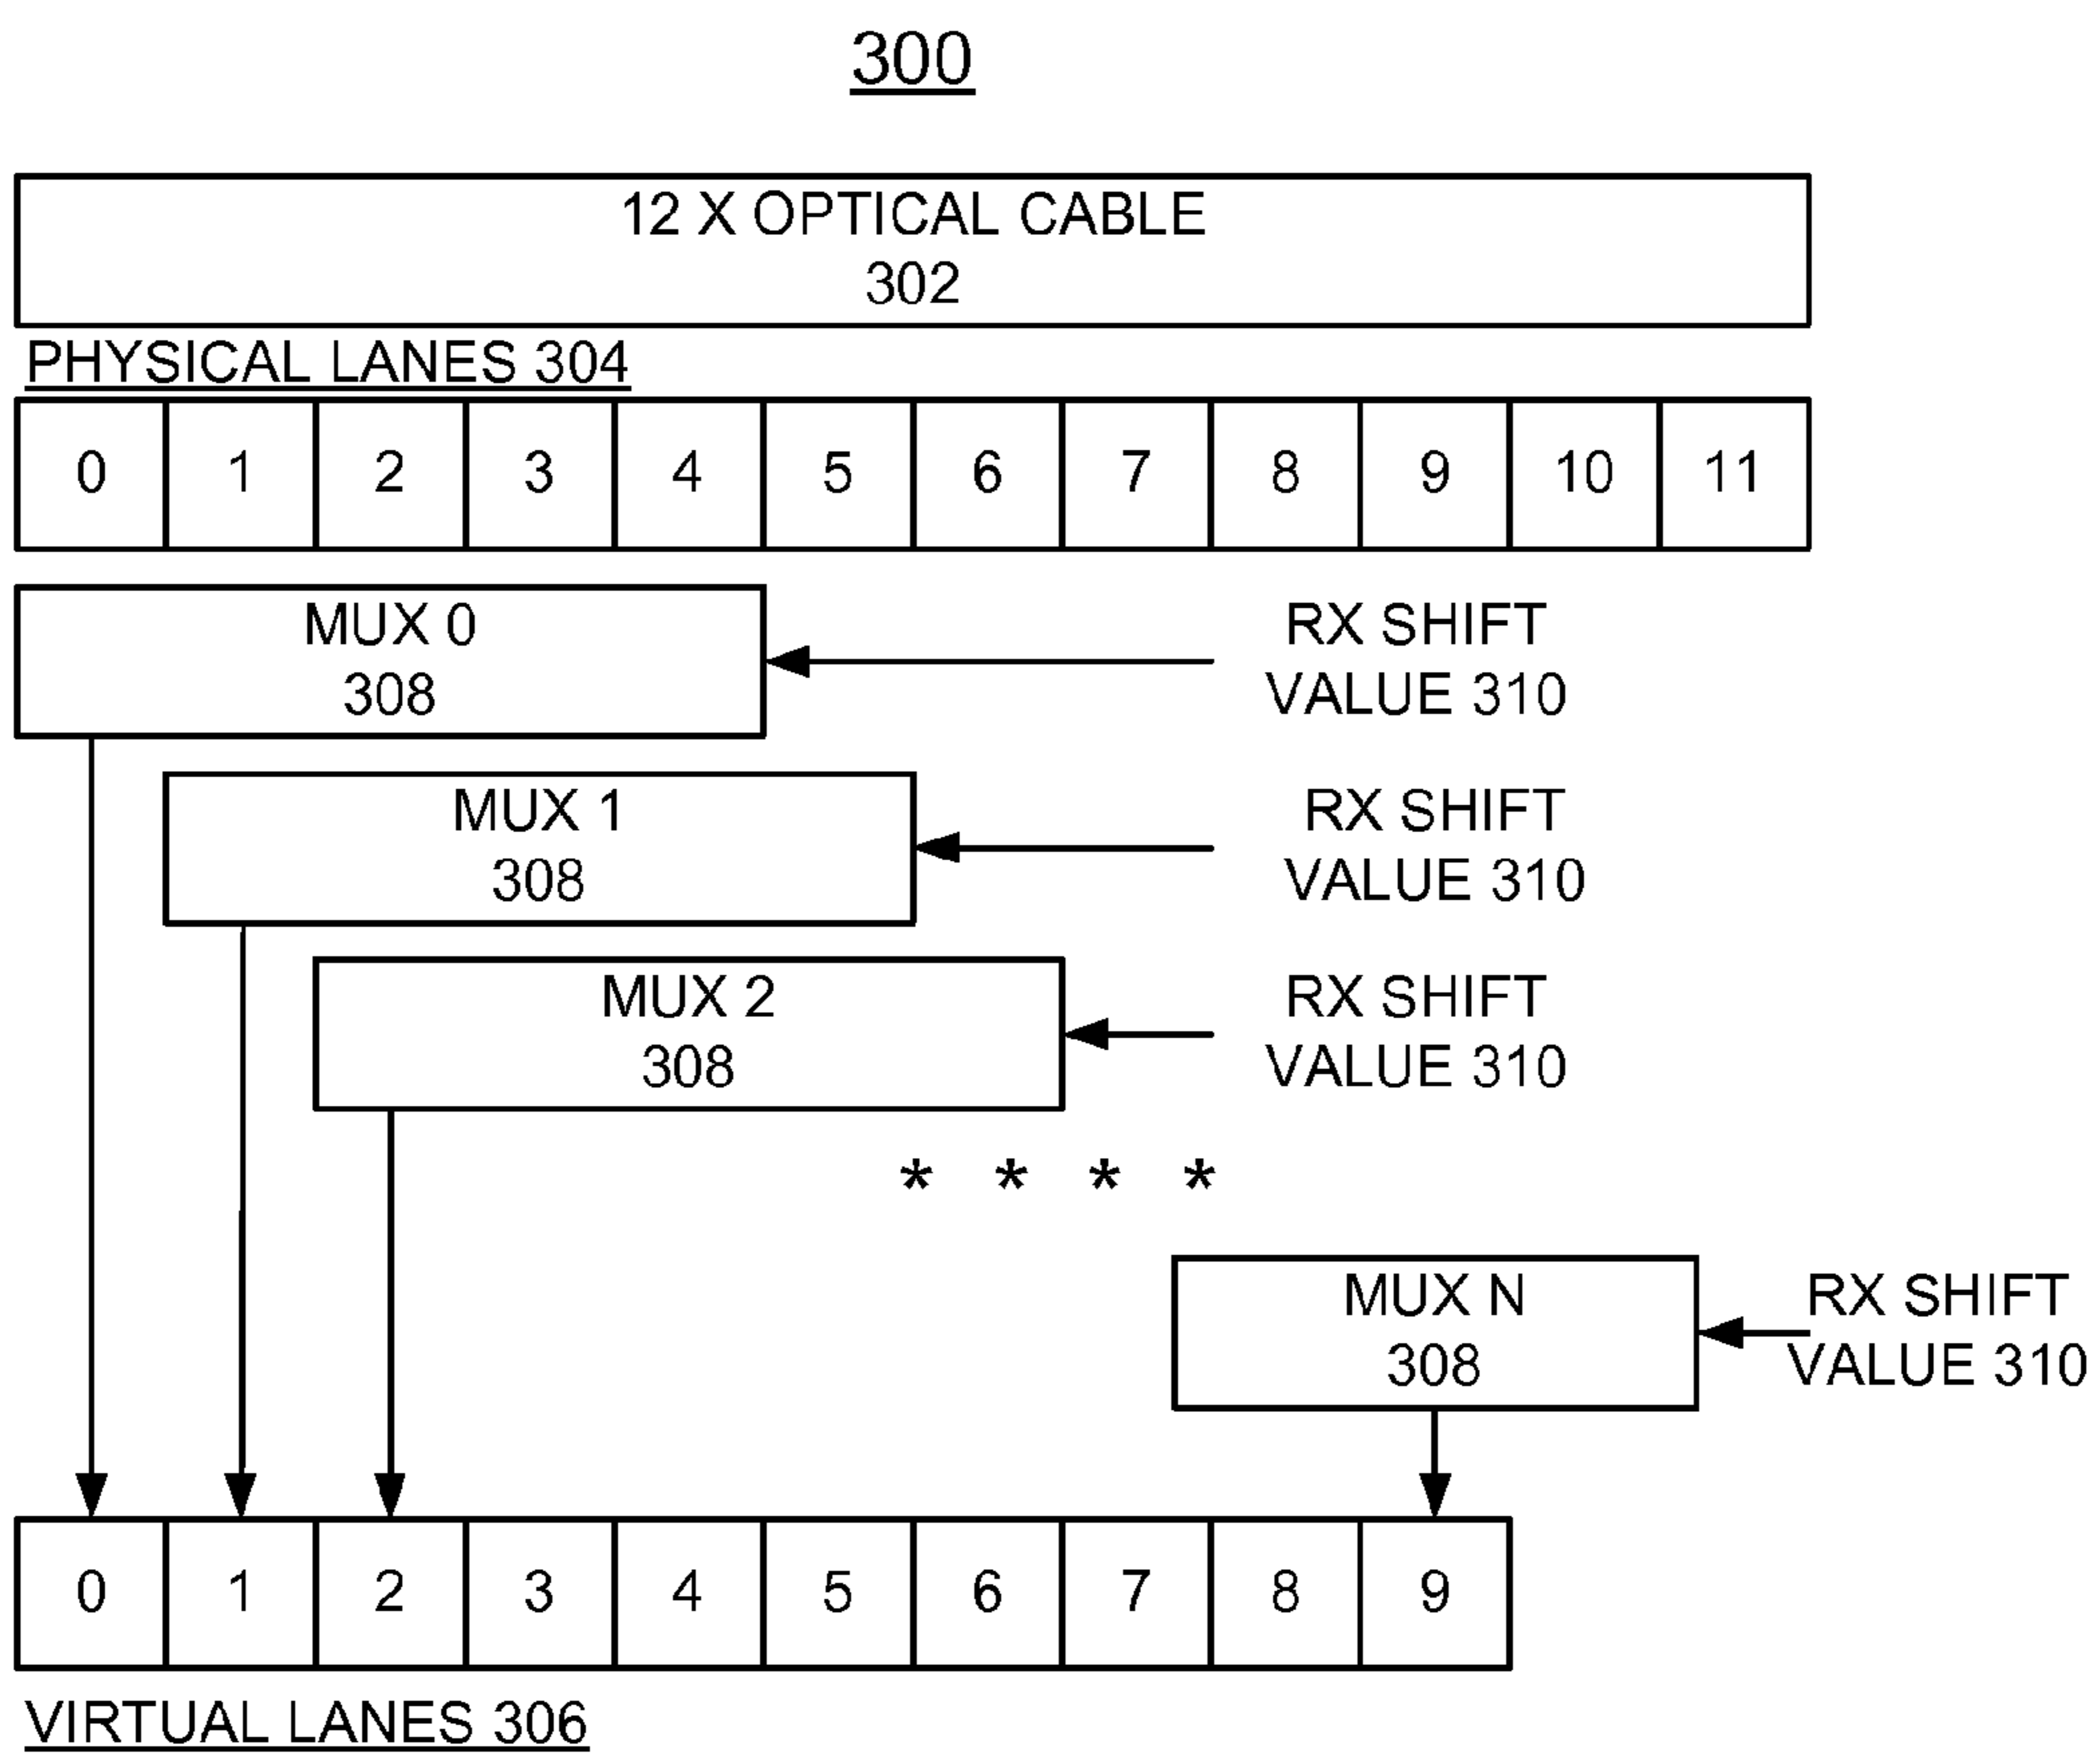 300
12 X OPTICAL CABLE
302
PHYSICAL LANES 304
0 1 2 3 4 5 6 7 8 9 10 11
MUX 0
308
RX SHIFT
VALUE 310
MUX 1
308
RX SHIFT
VALUE 310
MUX 2
308
RX SHIFT
VALUE 310
* * * *
MUX N
308
RX SHIFT
VALUE 310
0 1 2 3 4 5 6 7 8 9
VIRTUAL LANES 306